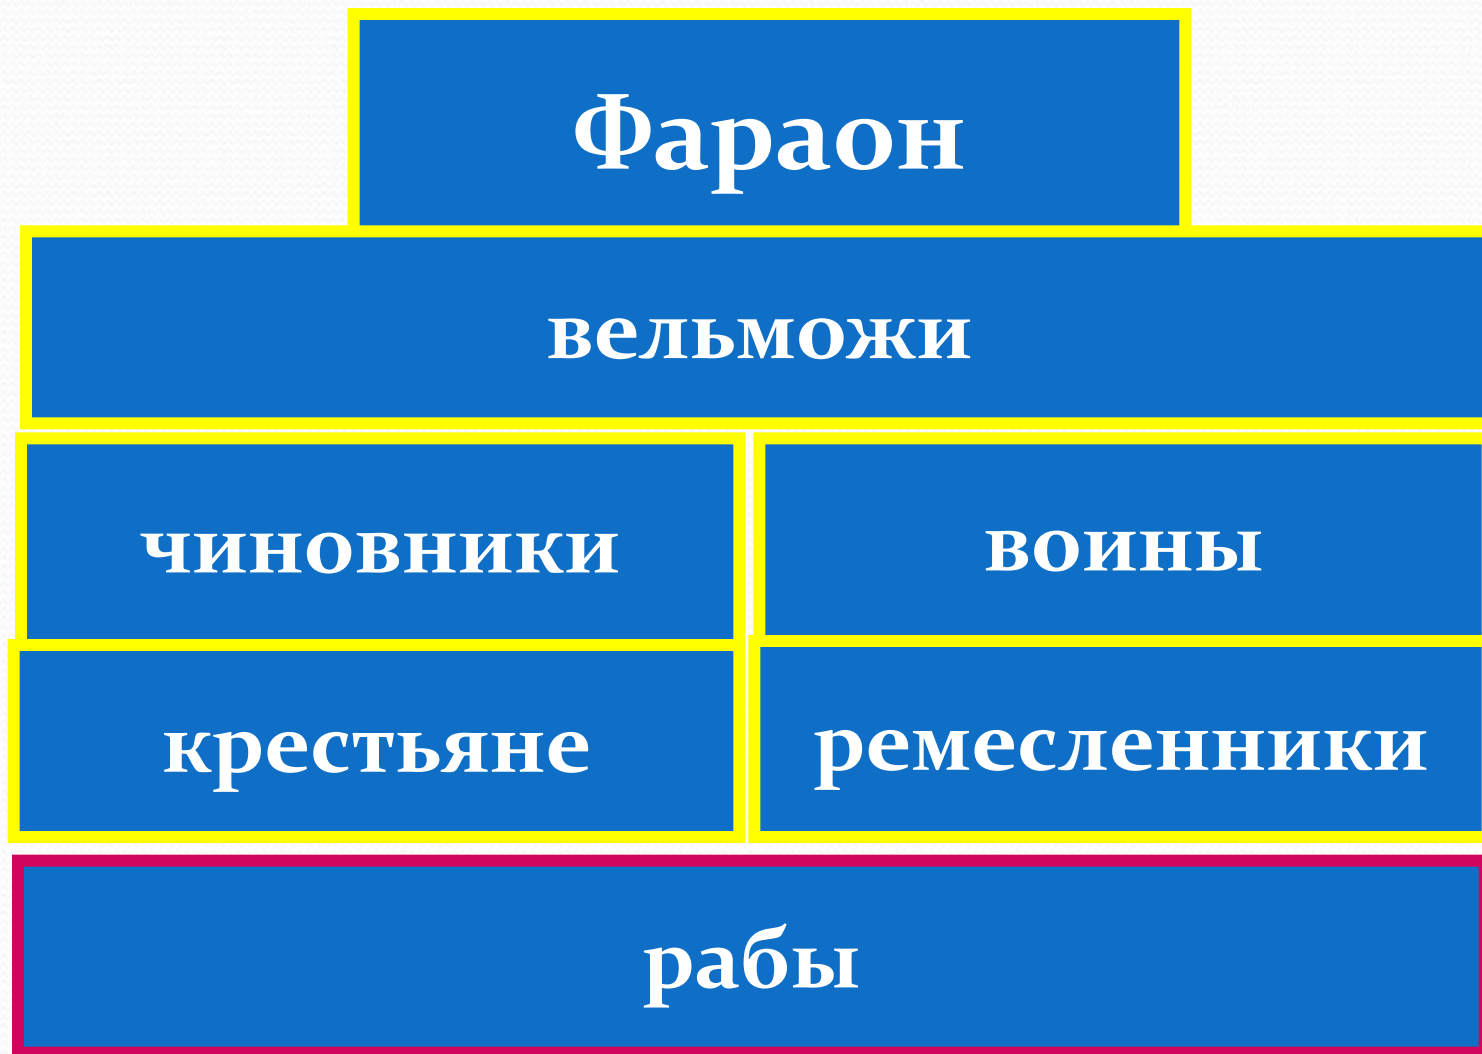 Фараон
вельможи
чиновники
воины
крестьяне
ремесленники
рабы